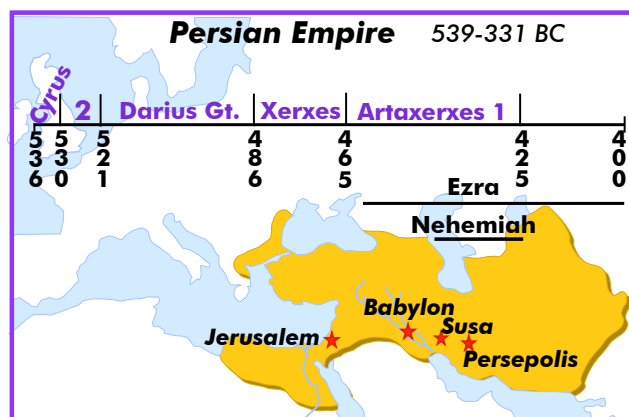 Persian Empire 539-331 BC
Cyrus 2 Darius Gt. Xerxes Artaxerxes 1
536 530 521 486 465 425 400
Ezra
Nehemiah
Babylon
Jerusalem Susa
Persepolis